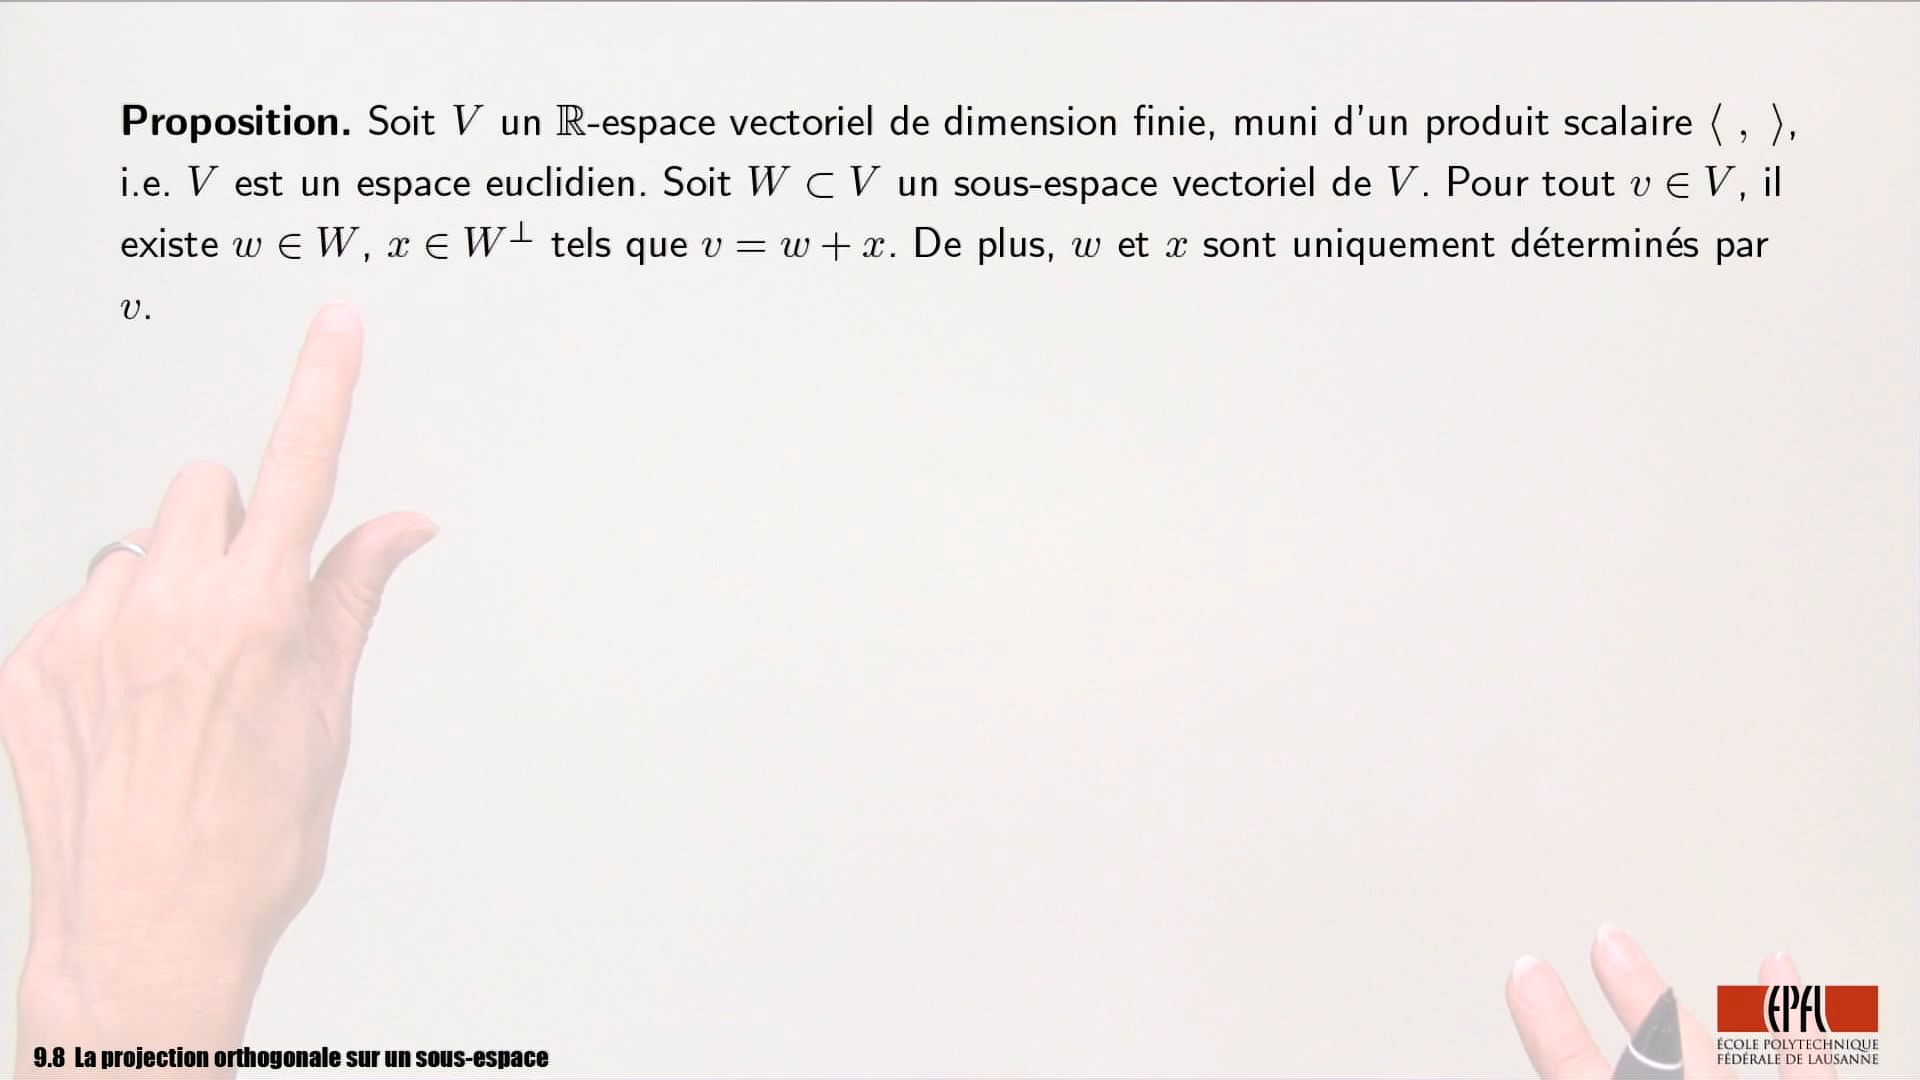 Proposition. Soit V un ℝ-espace vectoriel de dimension finie, muni d'un produit scalaire ⟨ , ⟩,
i.e. V est un espace euclidien. Soit W ⊂ V un sous-espace vectoriel de V. Pour tout v ∈ V, il
existe w ∈ W, x ∈ W⊥ tels que v = w + x. De plus, w et x sont uniquement déterminés par
v.
9.8 La projection orthogonale sur un sous-espace
EPFL
ÉCOLE POLYTECHNIQUE
FÉDÉRALE DE LAUSANNE